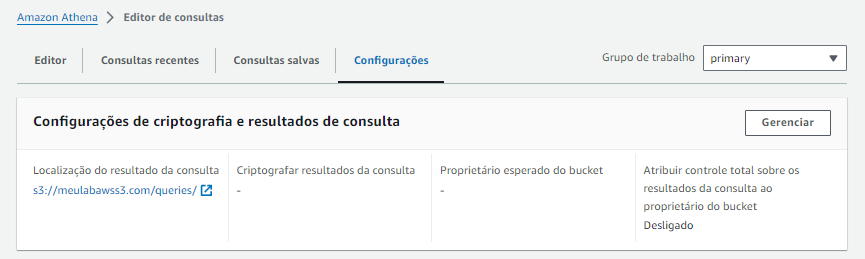 Amazon Athena > Editor de consultas
Editor
Consultas recentes
Consultas salvas
Configurações
Grupo de trabalho
primary
Configurações de criptografia e resultados de consulta
Gerenciar
Localização do resultado da consulta
s3://meulabawss3.com/queries/
Criptografar resultados da consulta
-
Proprietário esperado do bucket
-
Atribuir controle total sobre os
resultados da consulta ao
proprietário do bucket
Desligado